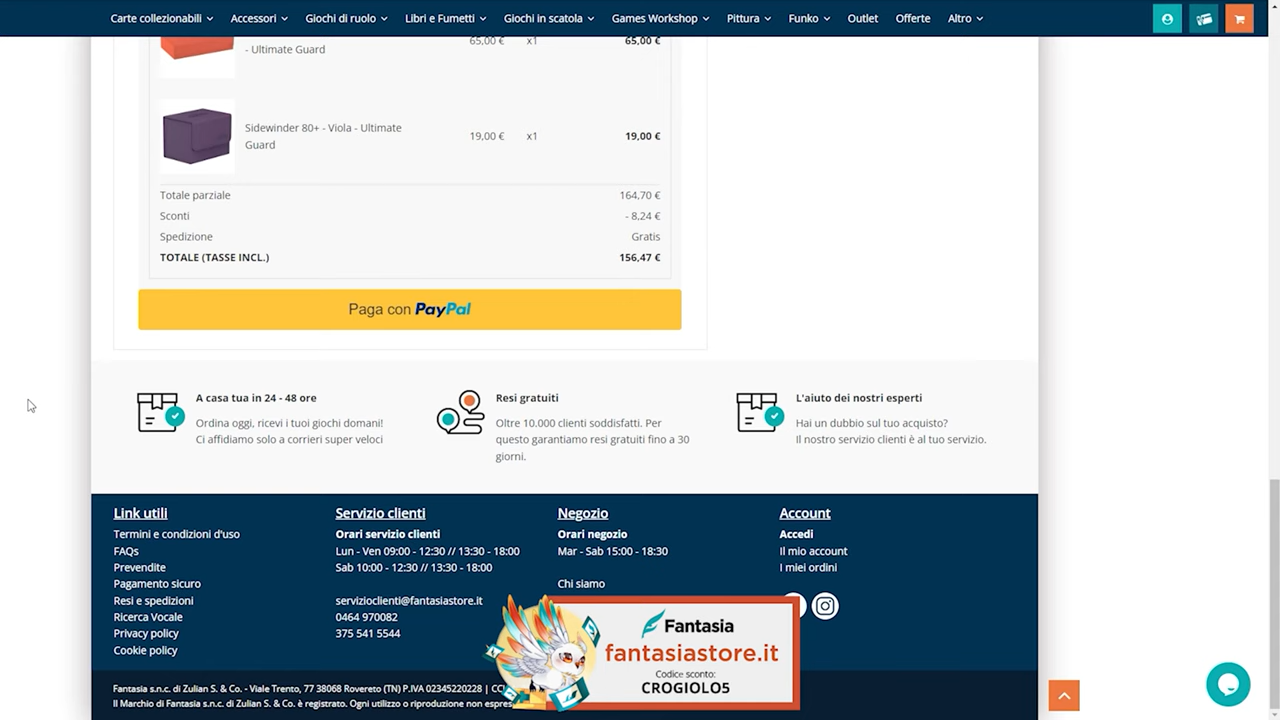 Carte collezionabili Accessori Giochi di ruolo Libri e Fumetti Giochi in scatola Games Workshop Pittura Funko Outlet Offerte Altro
- Ultimate Guard 65,00 € x1 65,00 €
Sidewinder 80+ - Viola - Ultimate
Guard
19,00 € x1 19,00 €
Totale parziale 164,70 €
Sconti - 8,24 €
Spedizione Gratis
TOTALE (TASSE INCL.) 156,47 €
Paga con PayPal
A casa tua in 24 - 48 ore
Ordina oggi, ricevi i tuoi giochi domani!
Ci affidiamo solo a corrieri super veloci
Resi gratuiti
Oltre 10.000 clienti soddisfatti. Per
questo garantiamo resi gratuiti fino a 30
giorni.
L'aiuto dei nostri esperti
Hai un dubbio sul tuo acquisto?
Il nostro servizio clienti è al tuo servizio.
Link utili
Termini e condizioni d'uso
FAQs
Prevendite
Pagamento sicuro
Resi e spedizioni
Ricerca Vocale
Privacy policy
Cookie policy
Servizio clienti
Orari servizio clienti
Lun - Ven 09:00 - 12:30 // 13:30 - 18:00
Sab 10:00 - 12:30 // 13:30 - 18:00
servizioclienti@fantasiastore.it
0464 970082
375 541 5544
Negozio
Orari negozio
Mar - Sab 15:00 - 18:30
Chi siamo
Account
Accedi
Il mio account
I miei ordini
Fantasia
fantasiastore.it
Codice sconto:
CROGIOLO5
Fantasia s.n.c. di Zulian S. & Co. - Viale Trento, 77 38068 Rovereto (TN) P.IVA 02345220228 |
Il Marchio di Fantasia s.n.c. di Zulian S. & Co. è registrato. Ogni utilizzo o riproduzione non